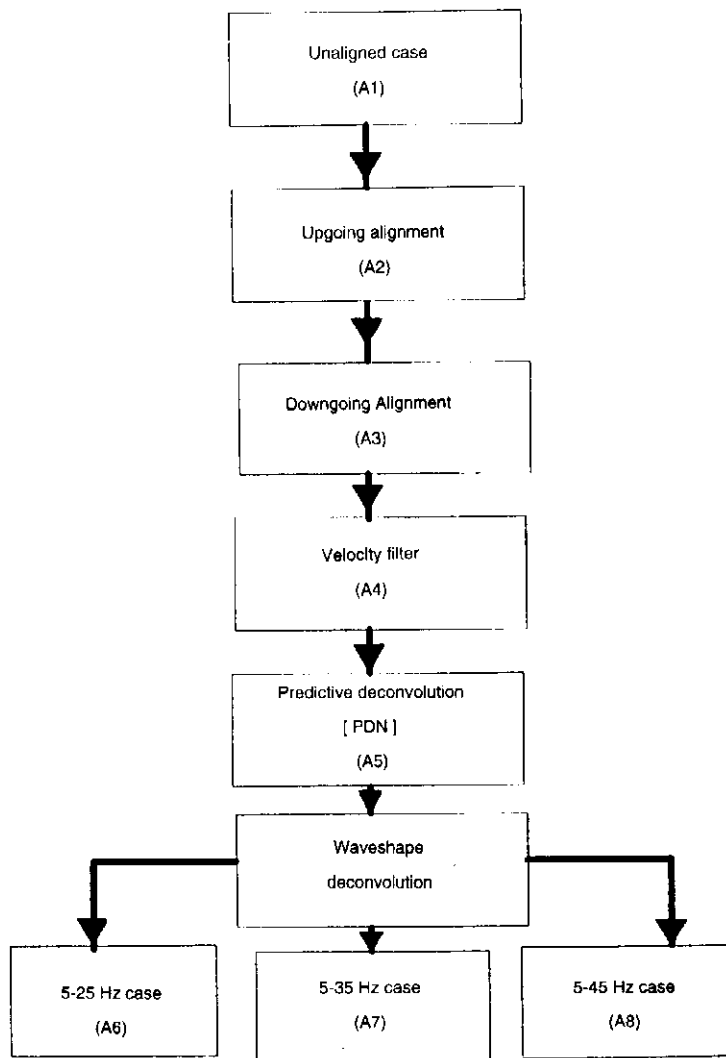 Unaligned case
(A1)
Upgoing alignment
(A2)
Downgoing Alignment
(A3)
Velocity filter
(A4)
Predictive deconvolution
[ PDN ]
(A5)
Waveshape
deconvolution
5-25 Hz case
(A6)
5-35 Hz case
(A7)
5-45 Hz case
(A8)